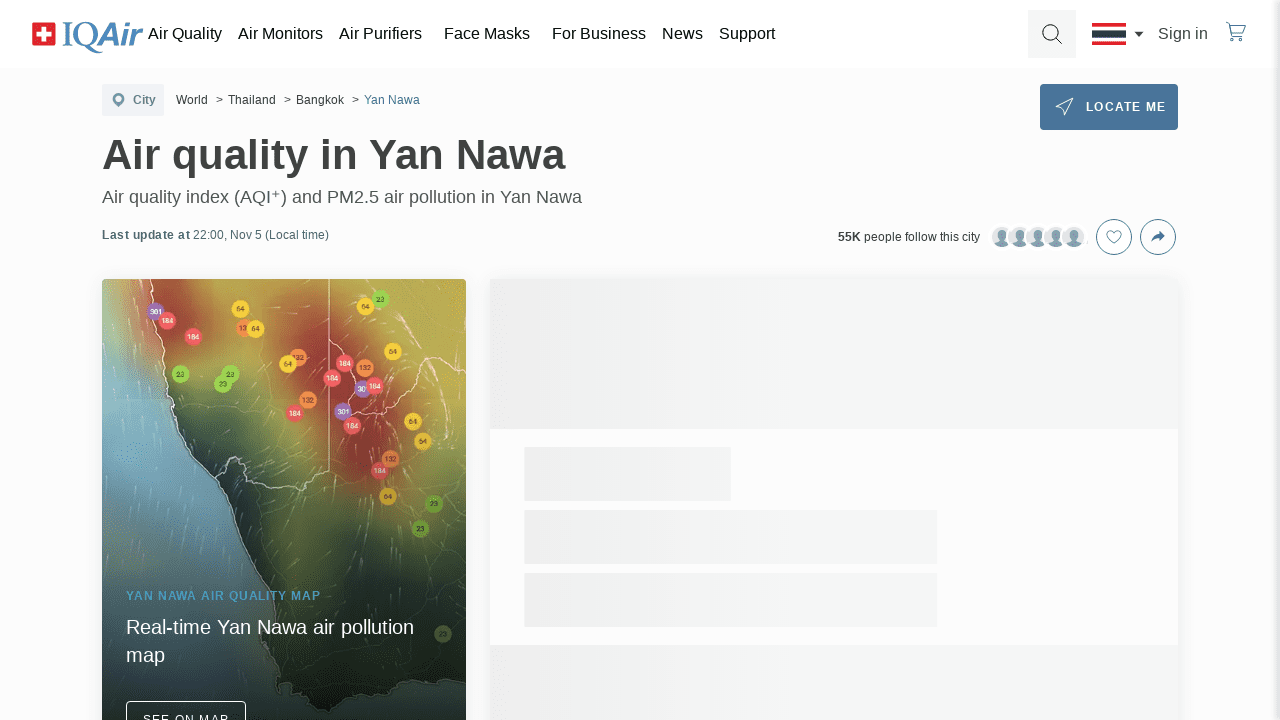 IQAir Air Quality Air Monitors Air Purifiers Face Masks For Business News Support Sign in
City World > Thailand > Bangkok > Yan Nawa
LOCATE ME
Air quality in Yan Nawa
Air quality index (AQI⁺) and PM2.5 air pollution in Yan Nawa
Last update at 22:00, Nov 5 (Local time)
55K people follow this city
301
184
184
64
132
64
64
23
64
132
64
184
132
184
184
23
23
23
132
184
301
184
64
64
132
184
64
23
23
23
YAN NAWA AIR QUALITY MAP
Real-time Yan Nawa air pollution
map
SEE ON MAP